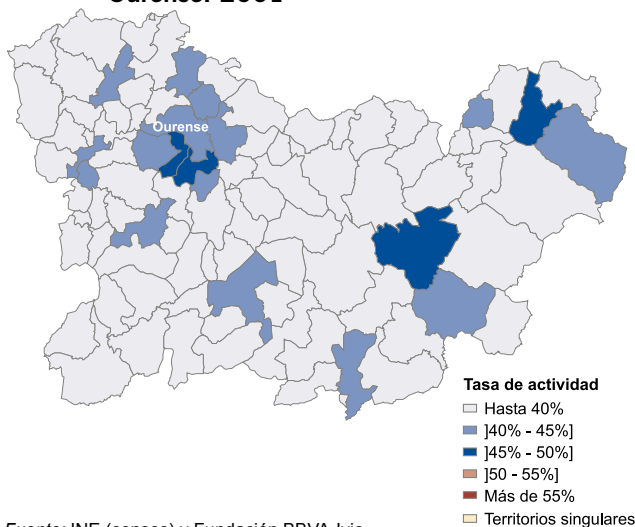 Ourense
Tasa de actividad
Hasta 40%
]40% - 45%]
]45% - 50%]
]50 - 55%]
Más de 55%
Territorios singulares